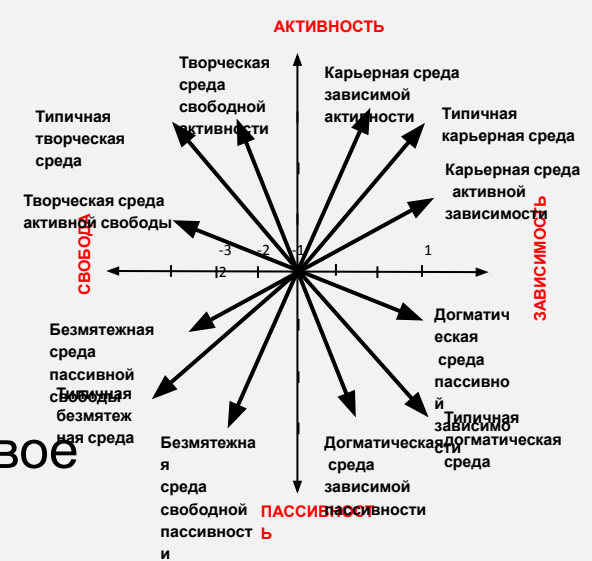 АКТИВНОСТЬ
Творческая
среда
свободной
активности
Карьерная среда
зависимой
активности
Типичная
творческая
среда
Типичная
карьерная среда
Карьерная среда
активной
зависимости
Творческая среда
активной свободы
СВОБОДА
ЗАВИСИМОСТЬ
-3 -2 -1 1
2
Безмятежная
среда
пассивной
свободы
Типичная
безмятеж
ная среда
Догматич
еская
среда
пассивно
й
зависимо
сти
Типичная
догматическая
среда
вое
Безмятежна
я
среда
свободной
пассивност
и
Догматическая
среда
зависимой
пассивности
ПАССИВНОСТ
Ь